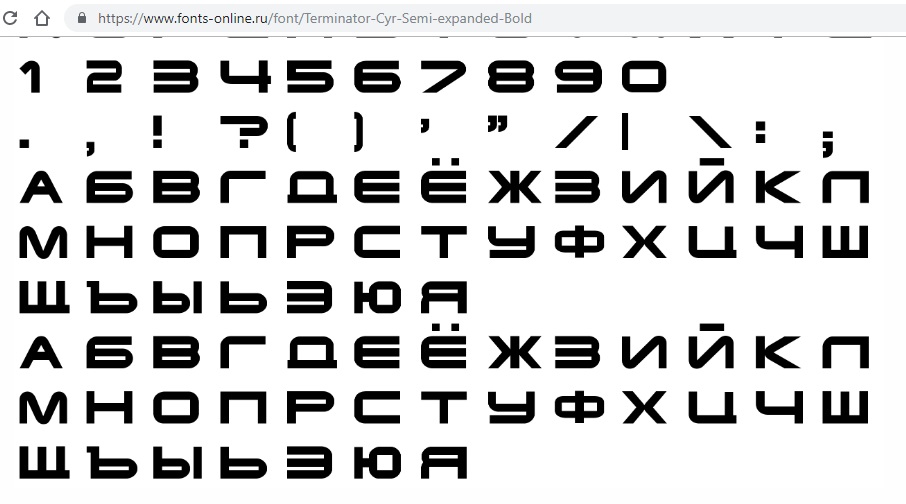 https://www.fonts-online.ru/font/Terminator-Cyr-Semi-expanded-Bold
1 2 3 4 5 6 7 8 9 0
. , ! ? ( ) ' " / | \ : ;
А Б В Г Д Е Ё Ж З И Й К Л
М Н О П Р С Т У Ф Х Ц Ч Ш
Щ Ъ Ы Ь Э Ю Я
А Б В Г Д Е Ё Ж З И Й К Л
М Н О П Р С Т У Ф Х Ц Ч Ш
Щ Ъ Ы Ь Э Ю Я